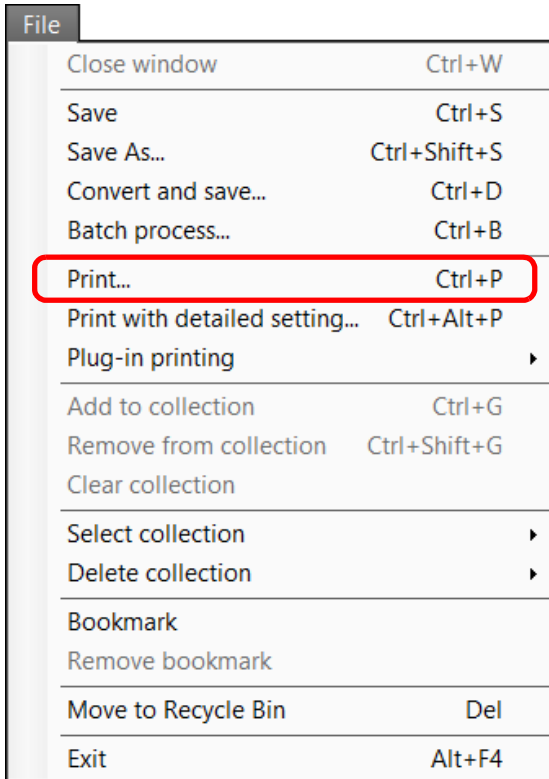 File
Close window Ctrl+W
Save Ctrl+S
Save As... Ctrl+Shift+S
Convert and save... Ctrl+D
Batch process... Ctrl+B
Print... Ctrl+P
Print with detailed setting... Ctrl+Alt+P
Plug-in printing
Add to collection Ctrl+G
Remove from collection Ctrl+Shift+G
Clear collection
Select collection
Delete collection
Bookmark
Remove bookmark
Move to Recycle Bin Del
Exit Alt+F4